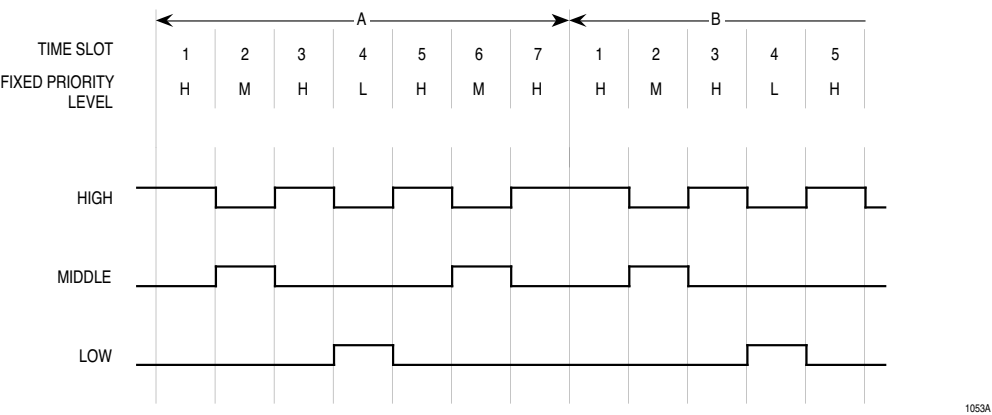 A B
TIME SLOT 1 2 3 4 5 6 7 1 2 3 4 5
FIXED PRIORITY
LEVEL H M H L H M H H M H L H
HIGH
MIDDLE
LOW
1053A